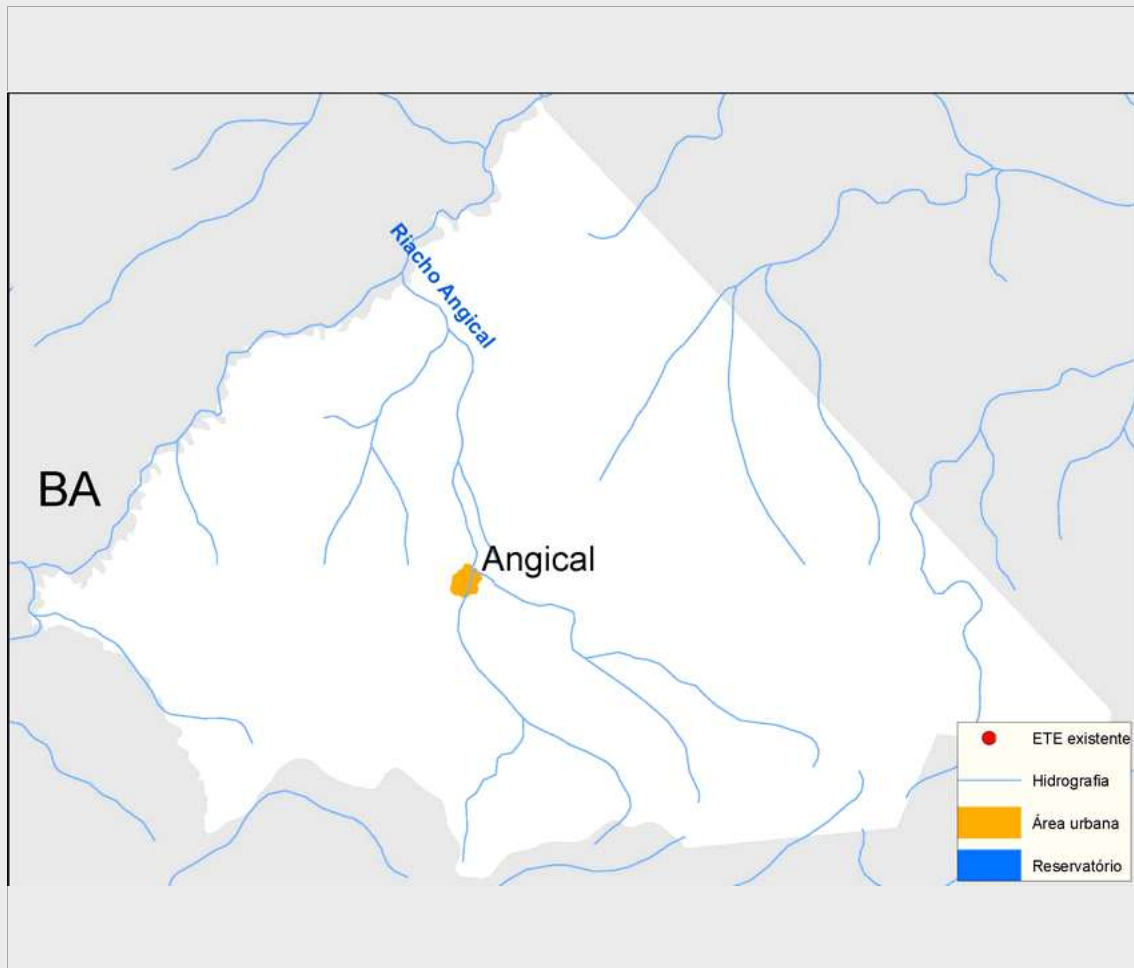 Riacho Angical
BA
Angical
ETE existente
Hidrografia
Área urbana
Reservatório